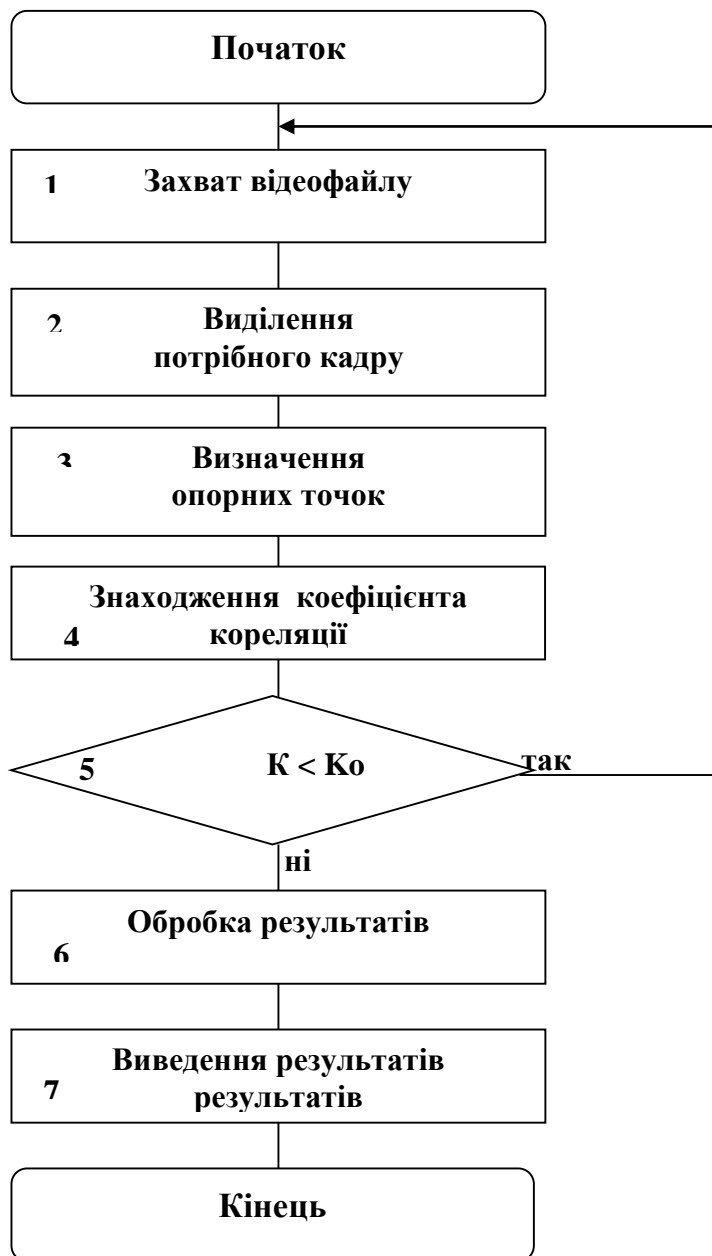 Початок
1 Захват відеофайлу
2 Виділення
потрібного кадру
3 Визначення
опорних точок
Знаходження коефіцієнта
4 кореляції
5 К < Ko так
ні
Обробка результатів
6
Виведення результатів
7 результатів
Кінець